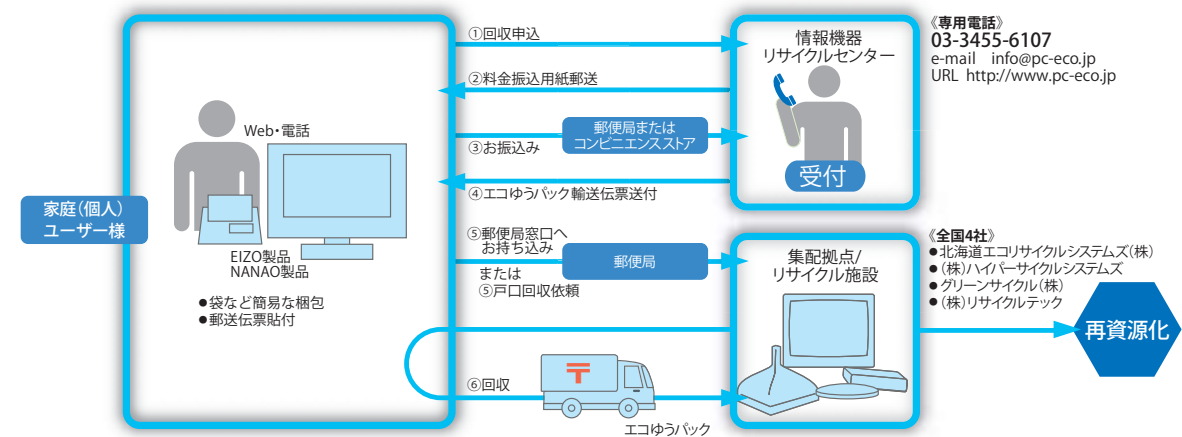 家庭（個人）
ユーザー様
Web・電話
EIZO製品
NANAO製品
●袋など簡易な梱包
●郵送伝票貼付
①回収申込
②料金振込用紙郵送
③お振込み
郵便局または
コンビニエンスストア
④エコゆうパック輸送伝票送付
⑤郵便局窓口へ
お持ち込み
または
⑤戸口回収依頼
郵便局
⑥回収
〒
エコゆうパック
情報機器
リサイクルセンター
受付
《専用電話》
03-3455-6107
e-mail info@pc-eco.jp
URL http://www.pc-eco.jp
集配拠点/
リサイクル施設
《全国4社》
●北海道エコリサイクルシステムズ（株）
●（株）ハイパーサイクルシステムズ
●グリーンサイクル（株）
●（株）リサイクルテック
再資源化